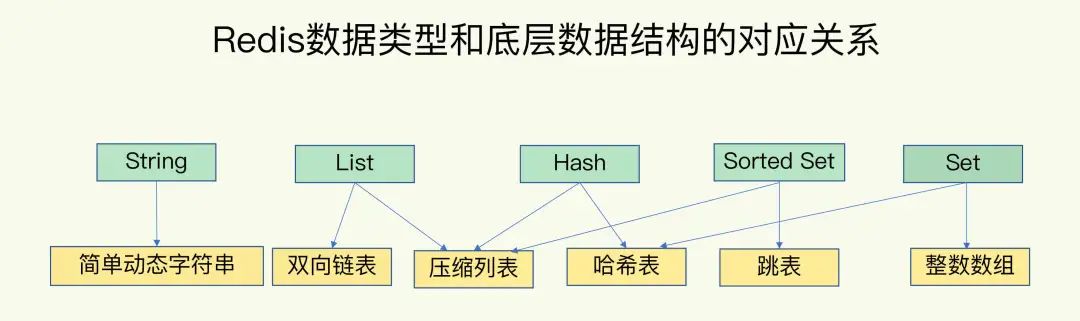 Redis数据类型和底层数据结构的对应关系
String
List
Hash
Sorted Set
Set
简单动态字符串
双向链表
压缩列表
哈希表
跳表
整数数组